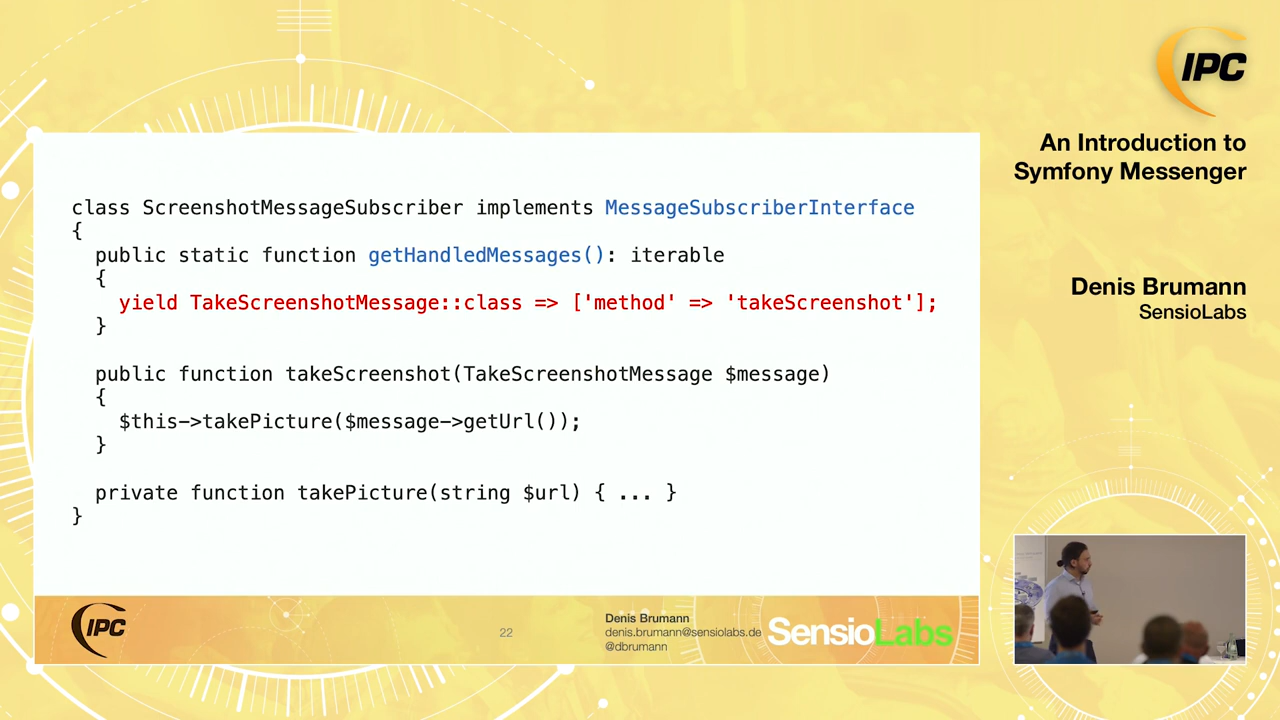 IPC
An Introduction to
Symfony Messenger
Denis Brumann
SensioLabs
class ScreenshotMessageSubscriber implements MessageSubscriberInterface
{
  public static function getHandledMessages(): iterable
  {
    yield TakeScreenshotMessage::class => ['method' => 'takeScreenshot'];
  }
  public function takeScreenshot(TakeScreenshotMessage $message)
  {
    $this->takePicture($message->getUrl());
  }
  private function takePicture(string $url) { ... }
}
IPC
22
Denis Brumann
denis.brumann@sensiolabs.de
@dbrumann
SensioLabs